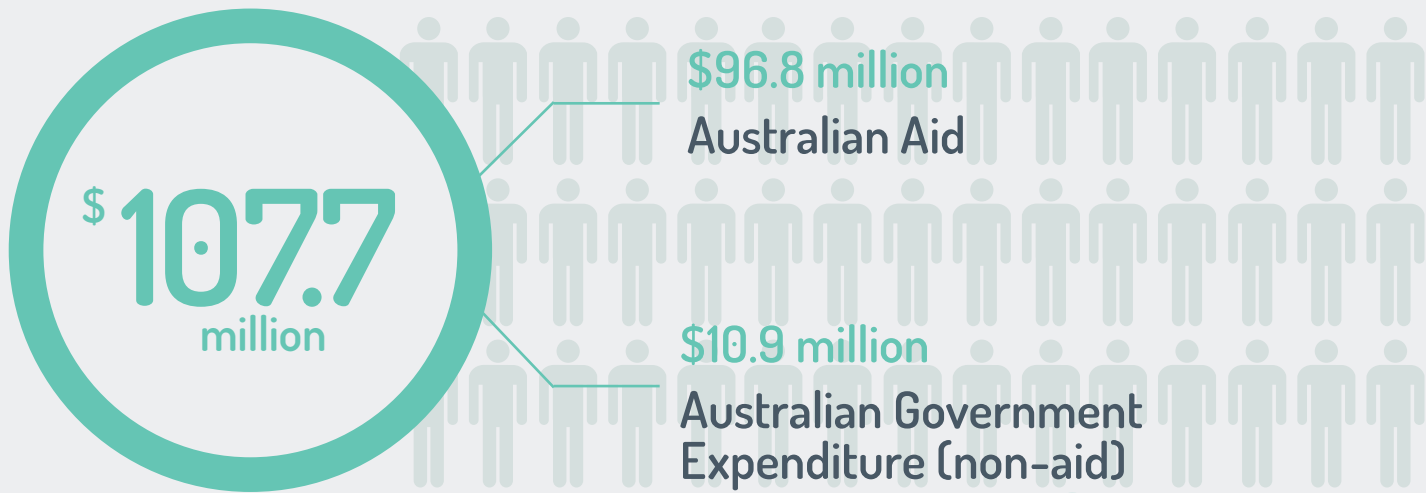 $107.7
million
$96.8 million
Australian Aid
$10.9 million
Australian Government
Expenditure (non-aid)